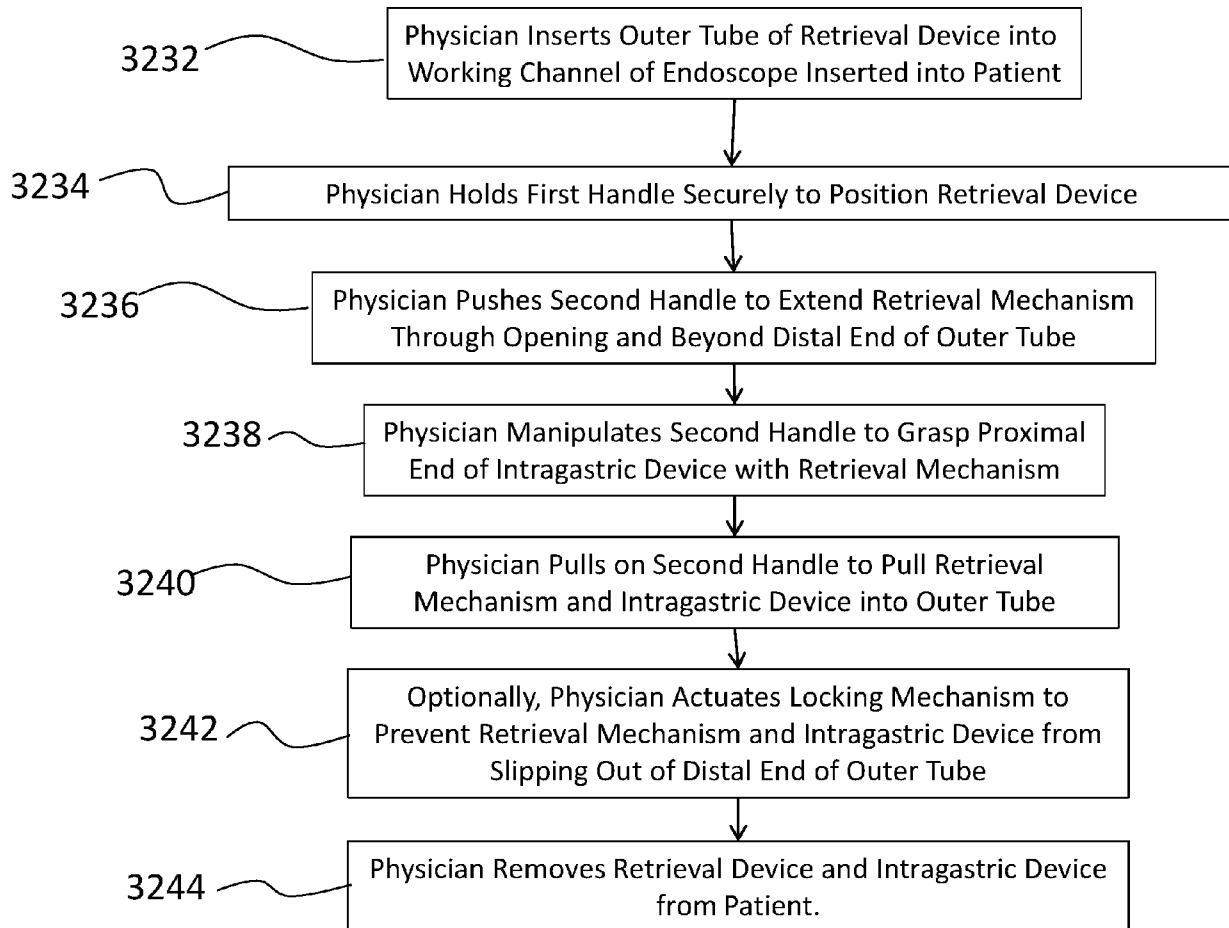 3232
Physician Inserts Outer Tube of Retrieval Device into
Working Channel of Endoscope Inserted into Patient
3234
Physician Holds First Handle Securely to Position Retrieval Device
3236
Physician Pushes Second Handle to Extend Retrieval Mechanism
Through Opening and Beyond Distal End of Outer Tube
3238
Physician Manipulates Second Handle to Grasp Proximal
End of Intragastric Device with Retrieval Mechanism
3240
Physician Pulls on Second Handle to Pull Retrieval
Mechanism and Intragastric Device into Outer Tube
3242
Optionally, Physician Actuates Locking Mechanism to
Prevent Retrieval Mechanism and Intragastric Device from
Slipping Out of Distal End of Outer Tube
3244
Physician Removes Retrieval Device and Intragastric Device
from Patient.